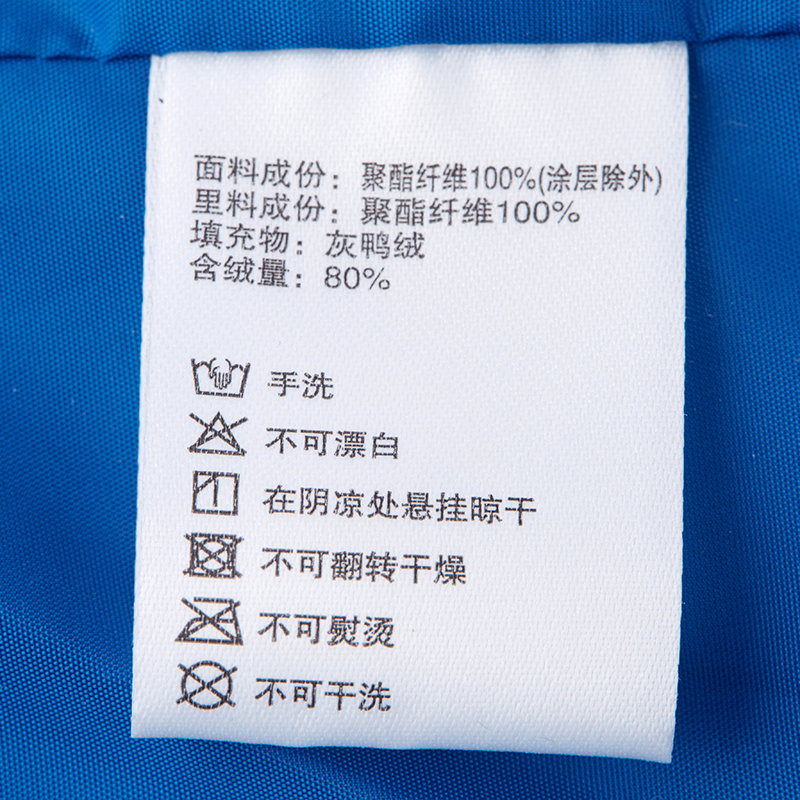 面料成份：聚酯纤维100%(涂层除外)
里料成份：聚酯纤维100%
填充物：灰鸭绒
含绒量：80%
手洗
不可漂白
在阴凉处悬挂晾干
不可翻转干燥
不可熨烫
不可干洗